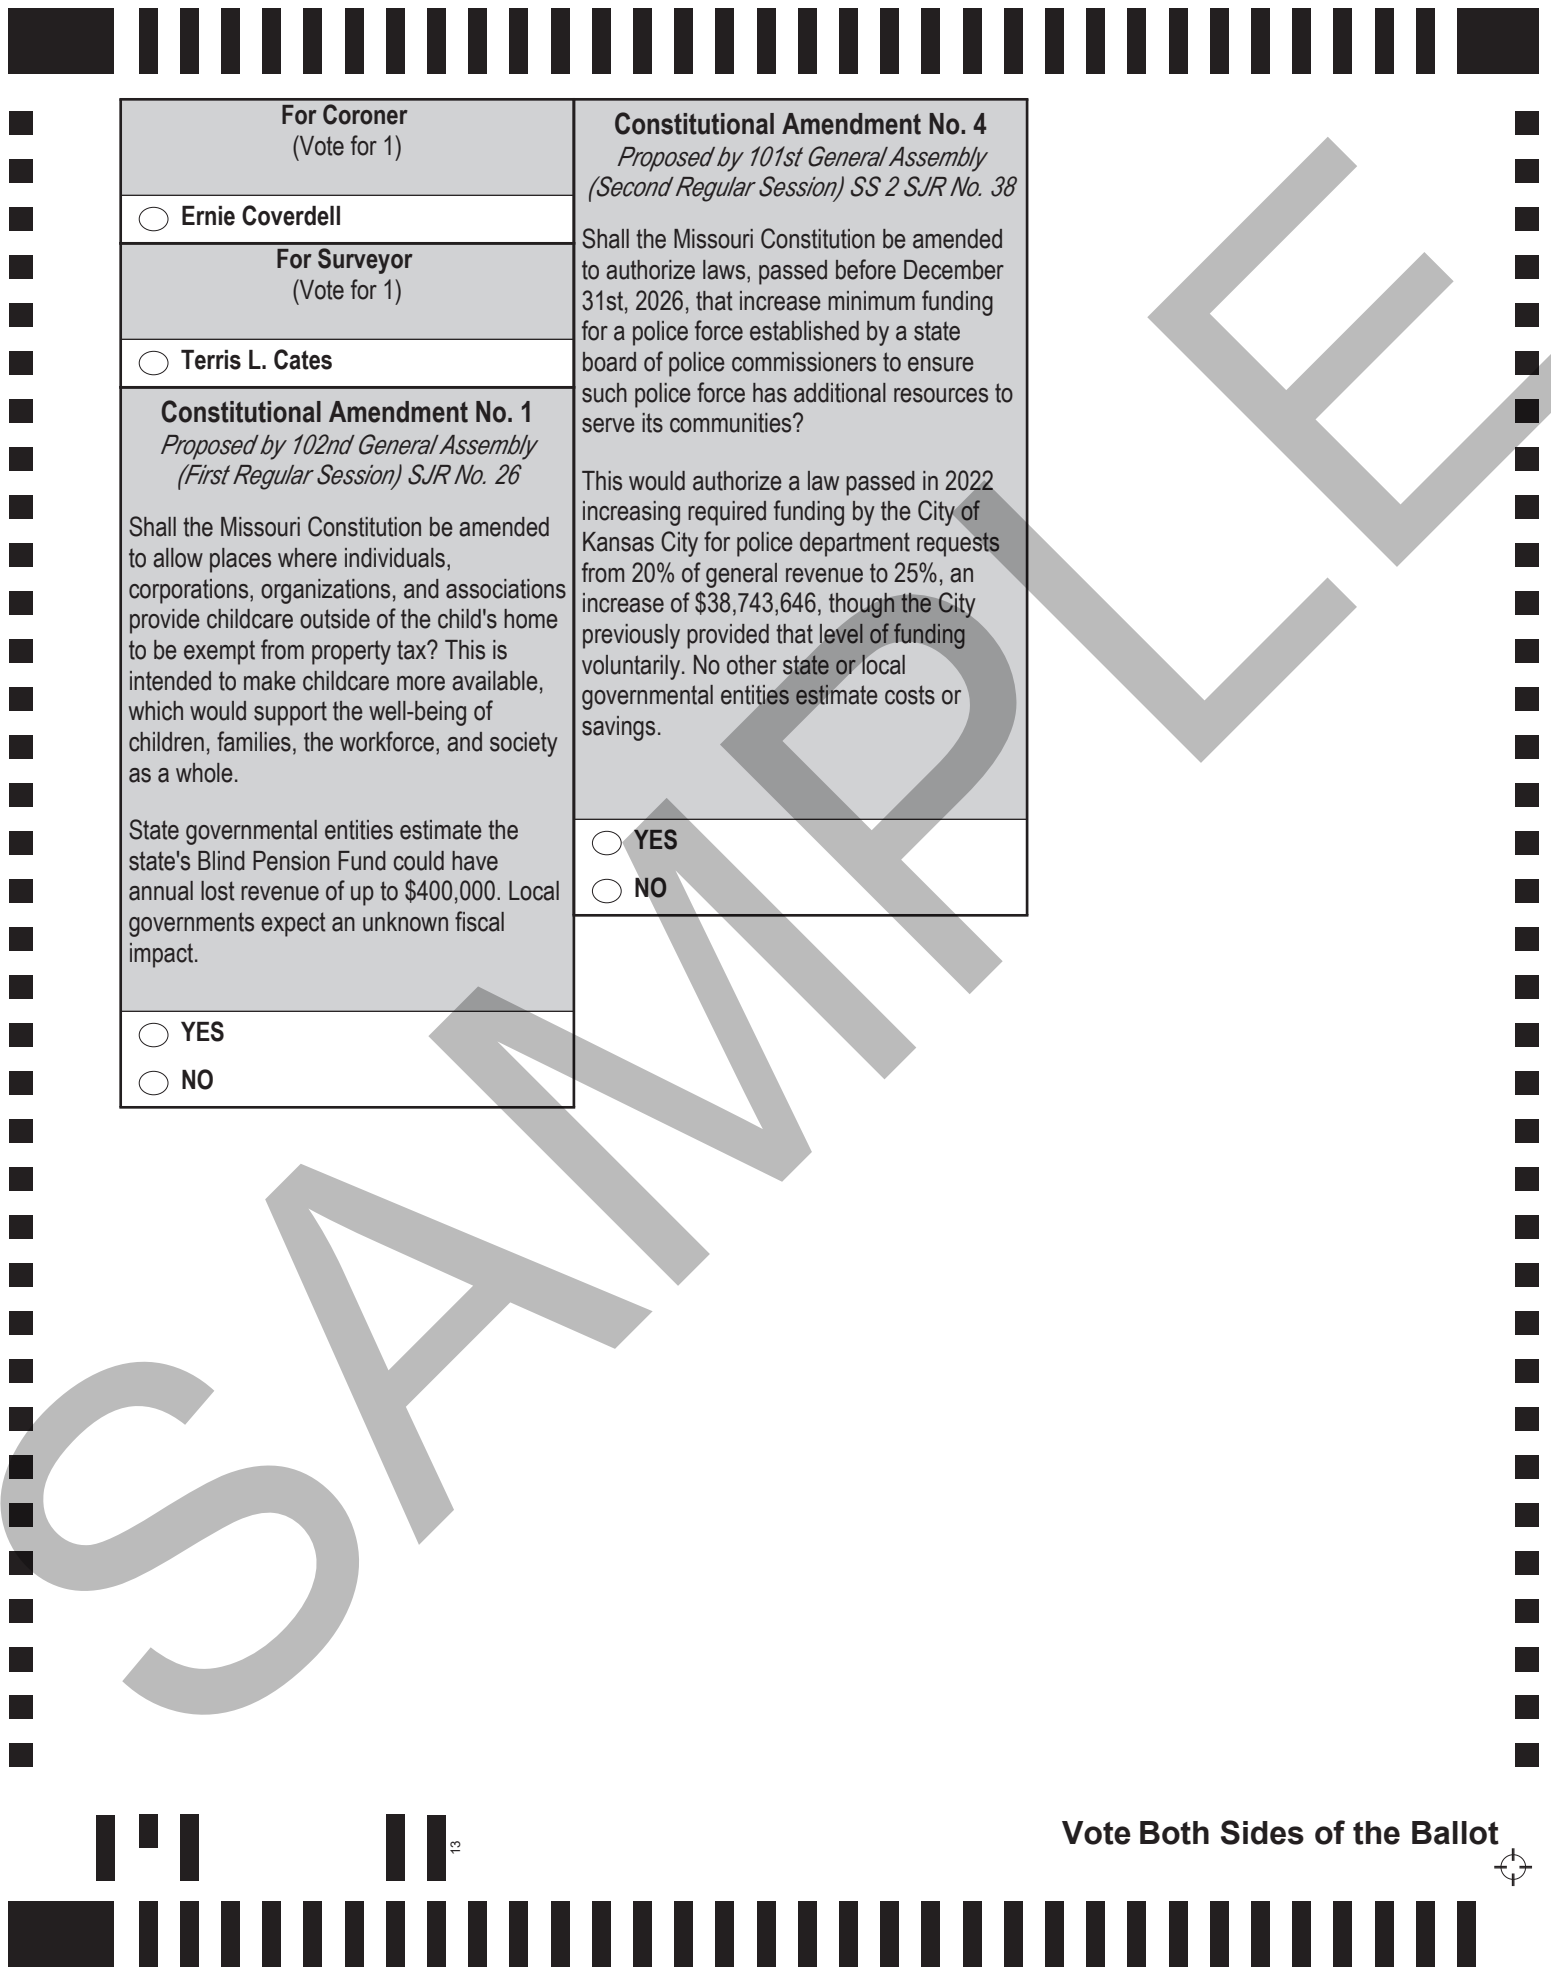 For Coroner
(Vote for 1)
Ernie Coverdell
For Surveyor
(Vote for 1)
Terris L. Cates
Constitutional Amendment No. 1
Proposed by 102nd General Assembly
(First Regular Session) SJR No. 26
Shall the Missouri Constitution be amended
to allow places where individuals,
corporations, organizations, and associations
provide childcare outside of the child's home
to be exempt from property tax? This is
intended to make childcare more available,
which would support the well-being of
children, families, the workforce, and society
as a whole.
State governmental entities estimate the
state's Blind Pension Fund could have
annual lost revenue of up to $400,000. Local
governments expect an unknown fiscal
impact.
YES
NO
Constitutional Amendment No. 4
Proposed by 101st General Assembly
(Second Regular Session) SS 2 SJR No. 38
Shall the Missouri Constitution be amended
to authorize laws, passed before December
31st, 2026, that increase minimum funding
for a police force established by a state
board of police commissioners to ensure
such police force has additional resources to
serve its communities?
This would authorize a law passed in 2022
increasing required funding by the City of
Kansas City for police department requests
from 20% of general revenue to 25%, an
increase of $38,743,646, though the City
previously provided that level of funding
voluntarily. No other state or local
governmental entities estimate costs or
savings.
YES
NO
SAMPLE
13
Vote Both Sides of the Ballot